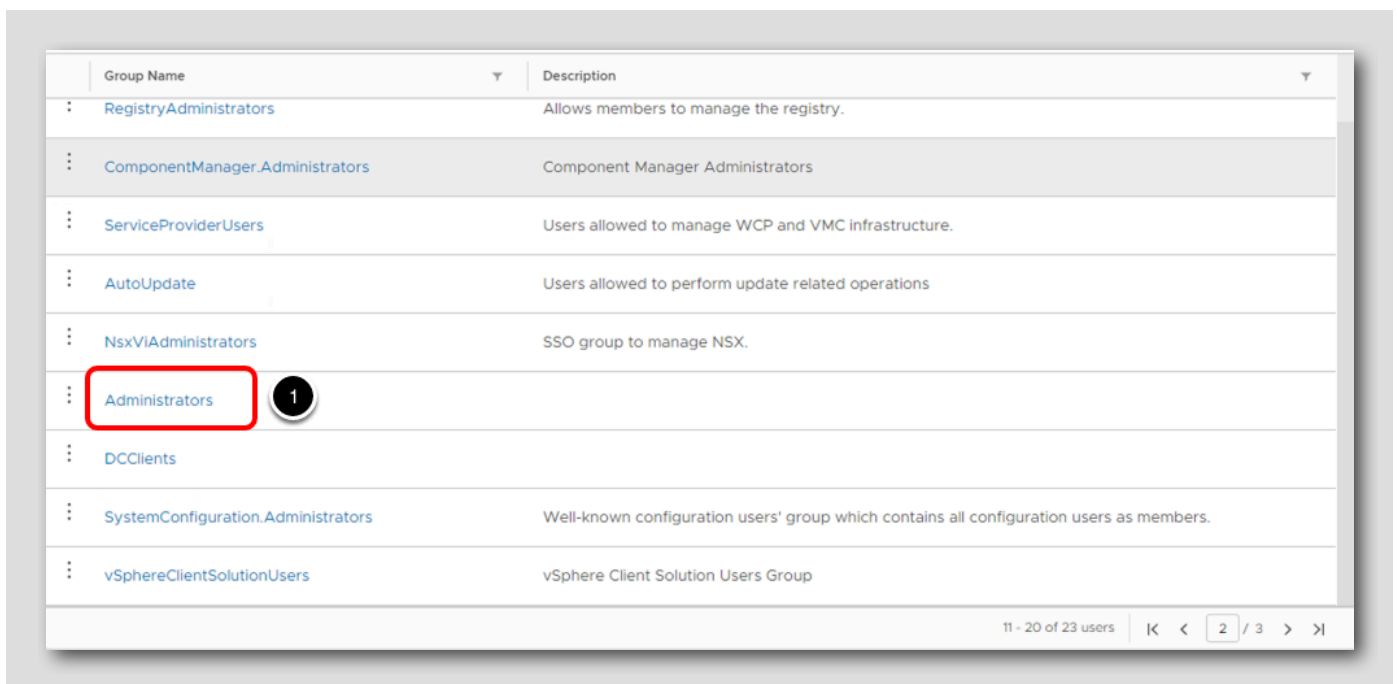 Group Name Description
RegistryAdministrators Allows members to manage the registry.
ComponentManager.Administrators Component Manager Administrators
ServiceProviderUsers Users allowed to manage WCP and VMC infrastructure.
AutoUpdate Users allowed to perform update related operations
NsxViAdministrators SSO group to manage NSX.
Administrators 1
DCClients
SystemConfiguration.Administrators Well-known configuration users' group which contains all configuration users as members.
vSphereClientSolutionUsers vSphere Client Solution Users Group
11 - 20 of 23 users 2 / 3